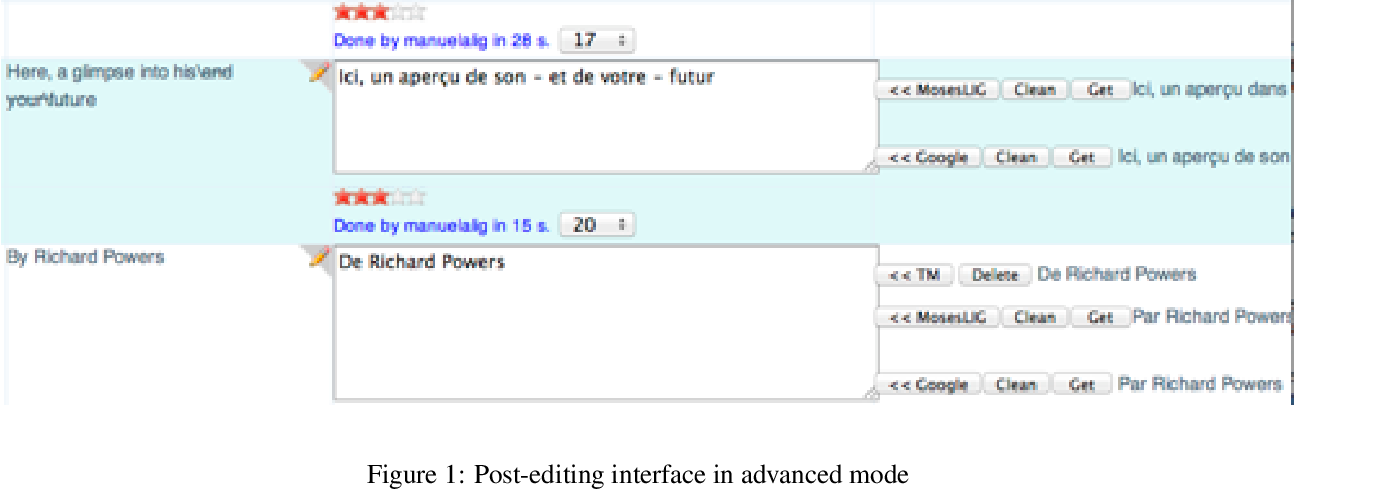 Done by manuelalig in 28 s. 17
Here, a glimpse into his\and
your\future
Ici, un aperçu de son - et de votre - futur
<< MosesLIG Clean Get Ici, un aperçu dans
<< Google Clean Get Ici, un aperçu de son
Done by manuelalig in 15 s. 20
By Richard Powers
De Richard Powers
<< TM Delete De Richard Powers
<< MosesLIG Clean Get Par Richard Powers
<< Google Clean Get Par Richard Powers
Figure 1: Post-editing interface in advanced mode